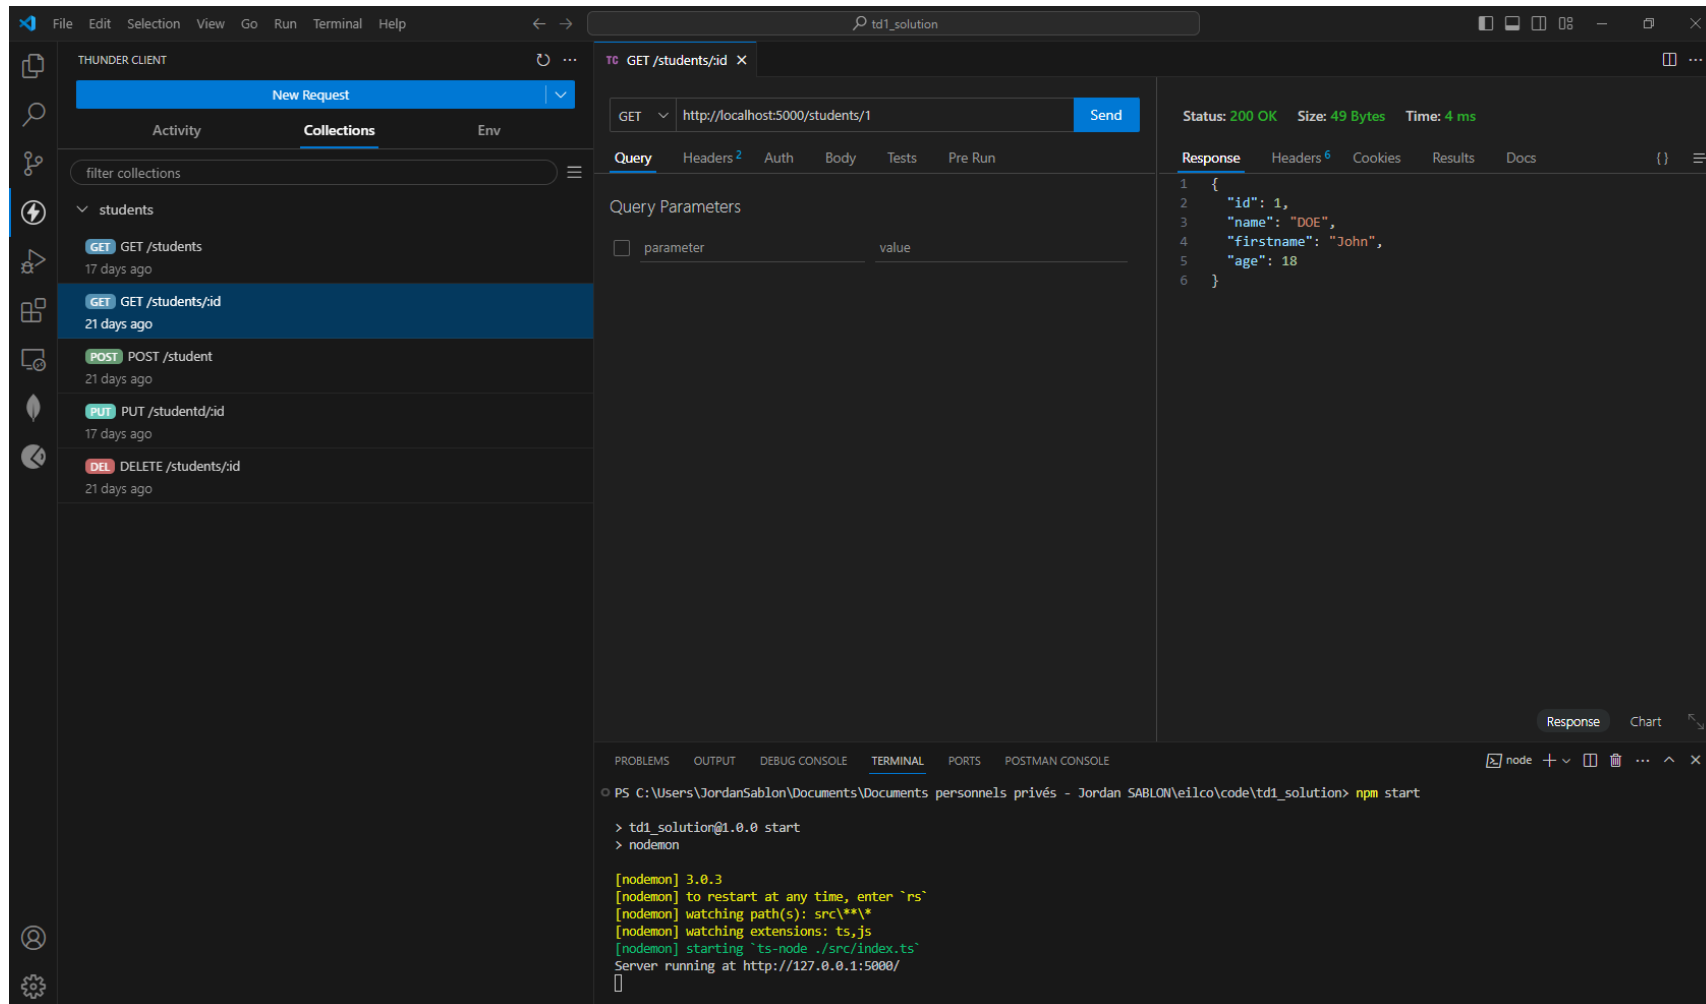 File Edit Selection View Go Run Terminal Help
td1_solution
THUNDER CLIENT
New Request
Activity Collections Env
filter collections
students
GET GET /students
17 days ago
GET GET /students/:id
21 days ago
POST POST /student
21 days ago
PUT PUT /studentd/:id
17 days ago
DEL DELETE /students/:id
21 days ago
TC GET /students/:id
GET http://localhost:5000/students/1 Send
Query Headers 2 Auth Body Tests Pre Run
Query Parameters
parameter value
Status: 200 OK Size: 49 Bytes Time: 4 ms
Response Headers 6 Cookies Results Docs {}
1 {
2 "id": 1,
3 "name": "DOE",
4 "firstname": "John",
5 "age": 18
6 }
Response Chart
PROBLEMS OUTPUT DEBUG CONSOLE TERMINAL PORTS POSTMAN CONSOLE
node
PS C:\Users\JordanSablon\Documents\Documents personnels privés - Jordan SABLON\eilco\code\td1_solution> npm start
> td1_solution@1.0.0 start
> nodemon
[nodemon] 3.0.3
[nodemon] to restart at any time, enter `rs`
[nodemon] watching path(s): src\**\*
[nodemon] watching extensions: ts,js
[nodemon] starting `ts-node ./src/index.ts`
Server running at http://127.0.0.1:5000/